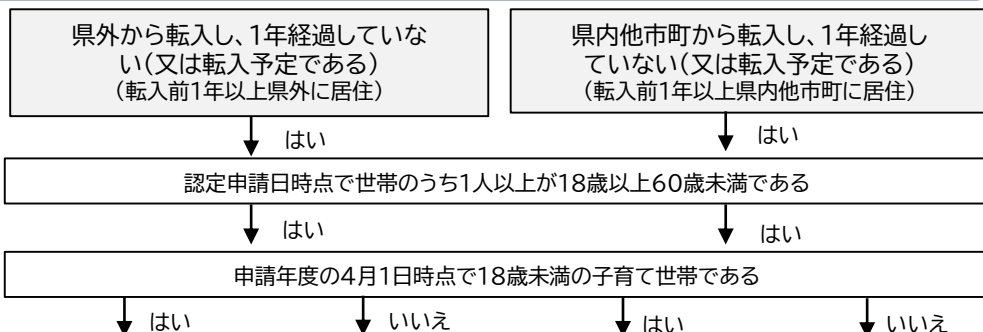 県外から転入し、1年経過していな
い(又は転入予定である)
(転入前1年以上県外に居住)
県内他市町から転入し、1年経過し
ていない(又は転入予定である)
(転入前1年以上県内他市町に居住)
はい
はい
認定申請日時点で世帯のうち1人以上が18歳以上60歳未満である
はい
はい
申請年度の4月1日時点で18歳未満の子育て世帯である
はい
いいえ
はい
いいえ